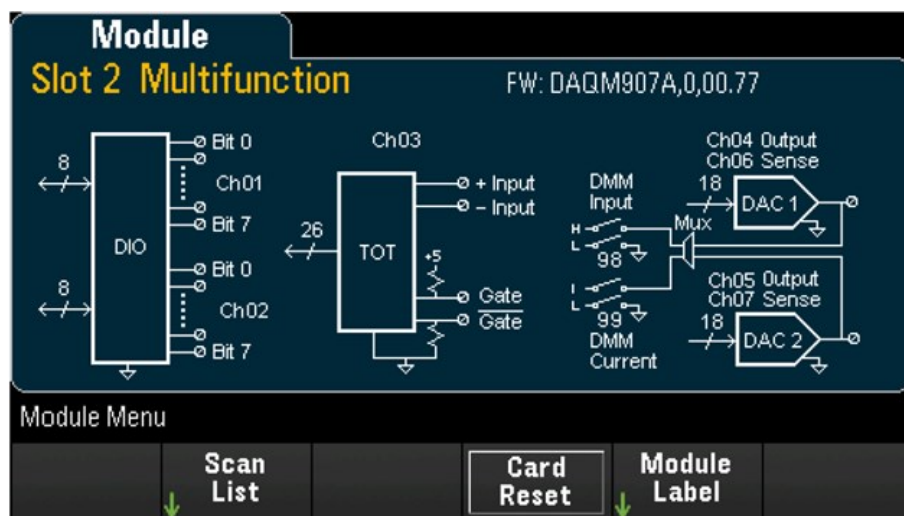 Module
Slot 2 Multifunction
FW: DAQM907A,0,00.77
8
DIO
8
Bit 0
Ch01
Bit 7
Bit 0
Ch02
Bit 7
Ch03
26
TOT
+ Input
- Input
+5
Gate
Gate
DMM
Input
H
L
98
I
L
99
DMM
Current
Mux
Ch04 Output
Ch06 Sense
18
DAC 1
Ch05 Output
Ch07 Sense
18
DAC 2
Module Menu
Scan
List
Card
Reset
Module
Label